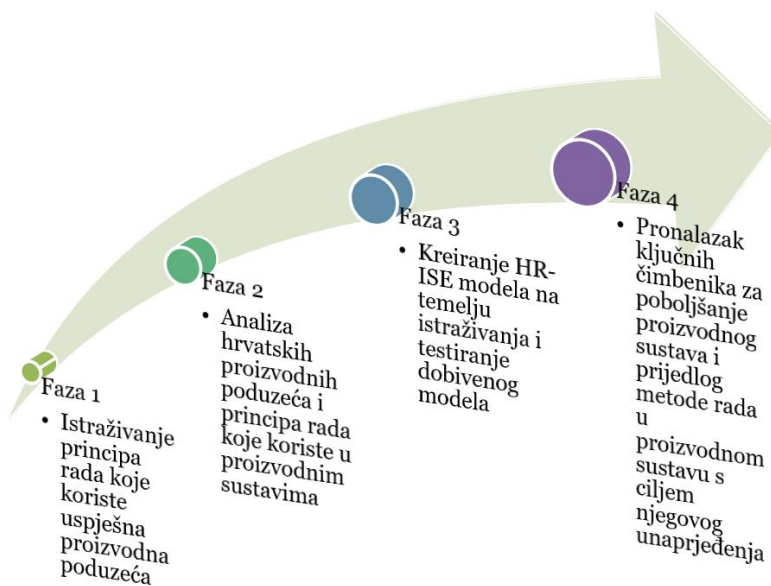 Faza 1
• Istraživanje
principa
rada koje
koriste
uspješna
proizvodna
poduzeća
Faza 2
• Analiza
hrvatskih
proizvodnih
poduzeća i
principa rada
koje koriste u
proizvodnim
sustavima
Faza 3
• Kreiranje HR-
ISE modela na
temelju
istraživanja i
testiranje
dobivenog
modela
Faza 4
• Pronalazak
ključnih
čimbenika za
poboljšanje
proizvodnog
sustava i
prijedlog
metode rada
u
proizvodnom
sustavu s
ciljem
njegovog
unaprjeđenja